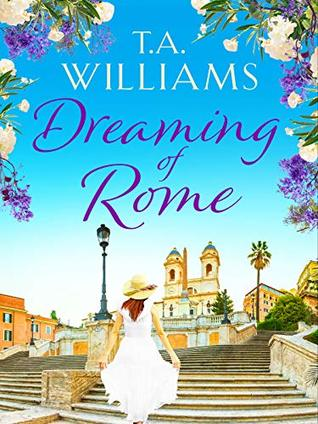 T.A.
WILLIAMS
Dreaming
of
Rome